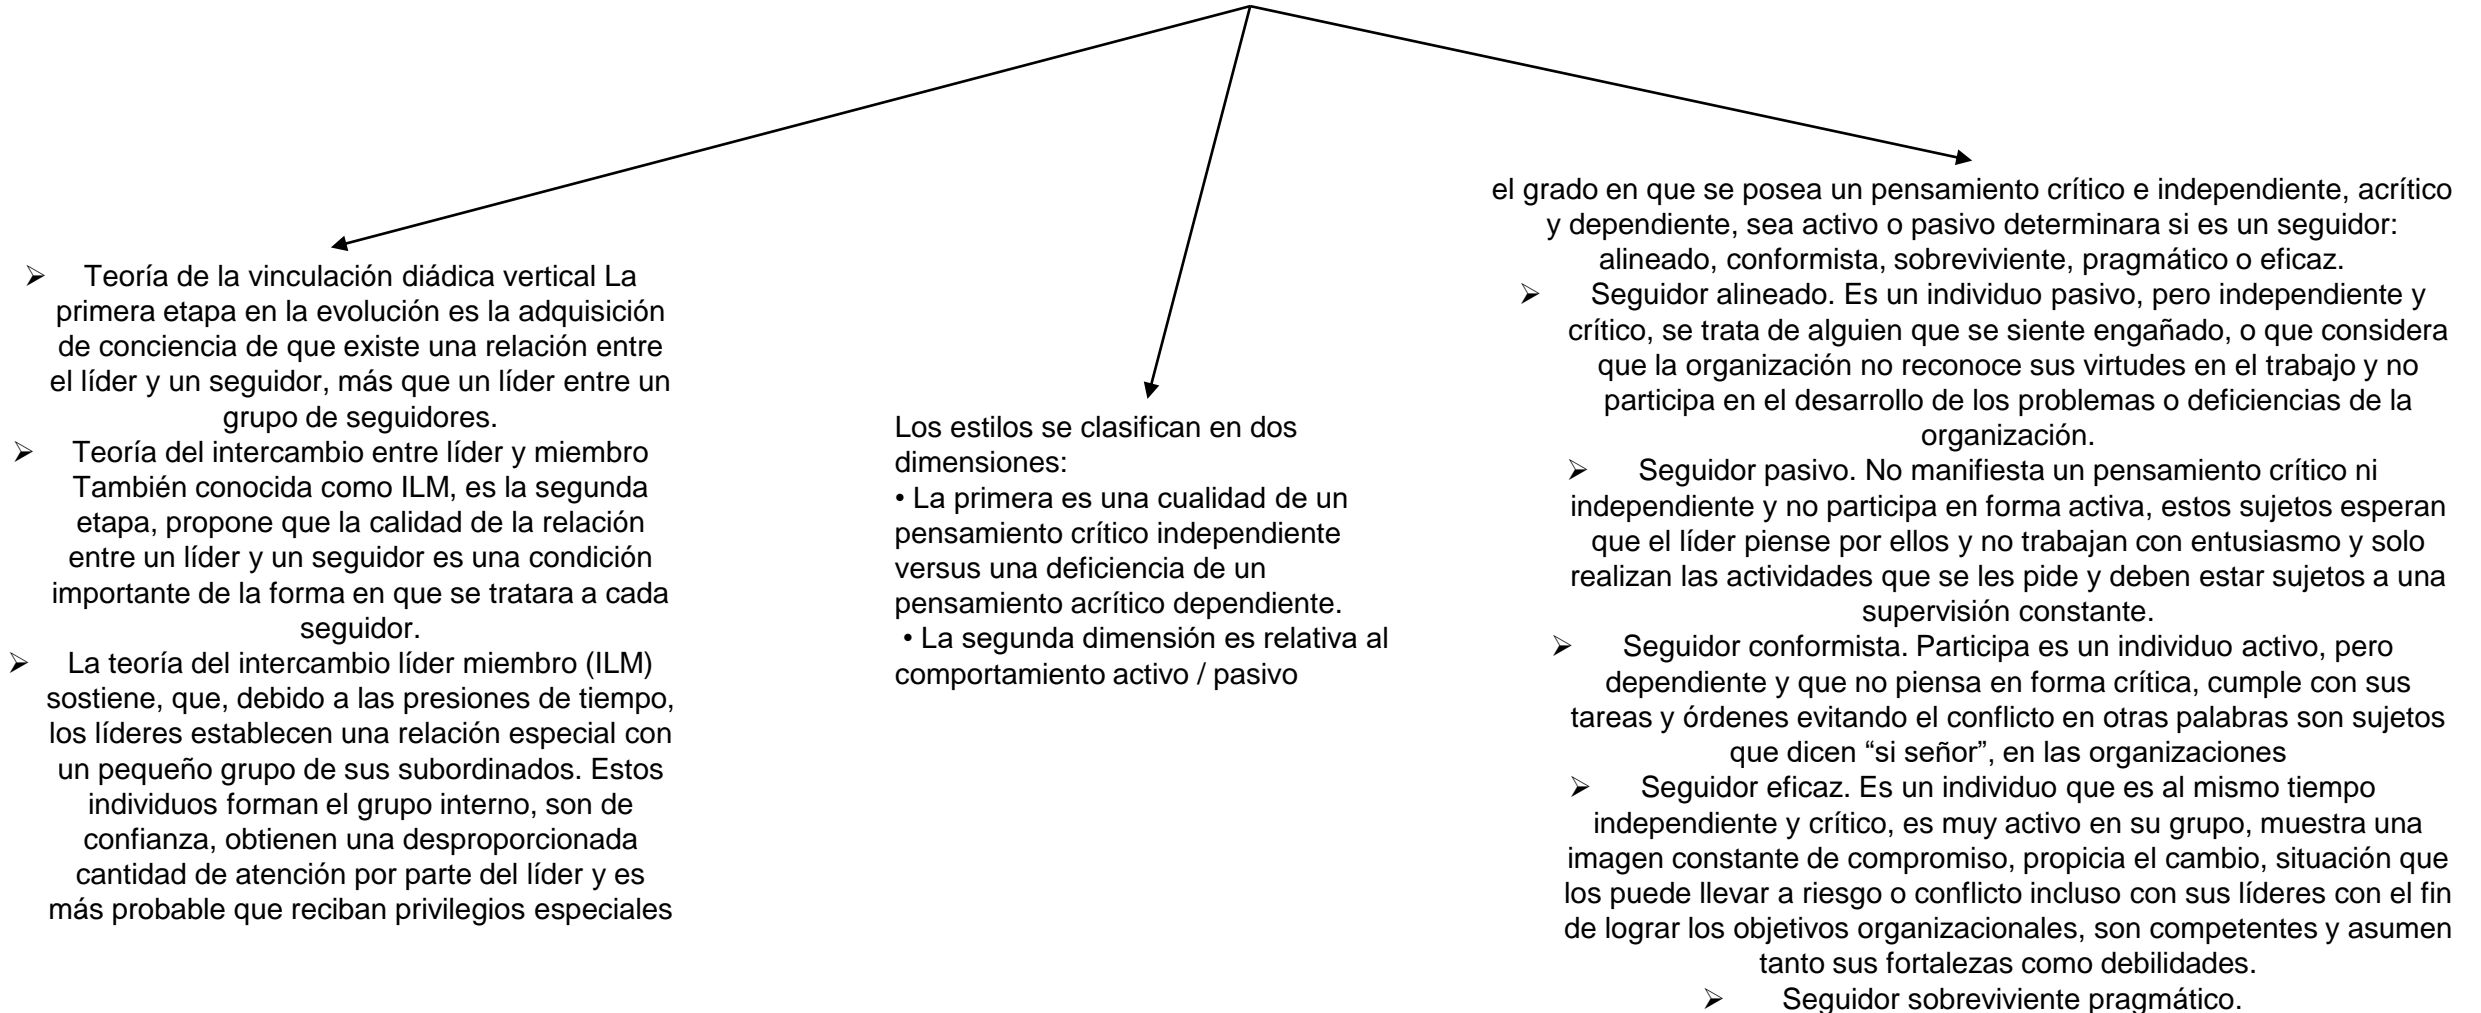 ➢ Teoría de la vinculación diádica vertical La
primera etapa en la evolución es la adquisición
de conciencia de que existe una relación entre
el líder y un seguidor, más que un líder entre un
grupo de seguidores.
➢ Teoría del intercambio entre líder y miembro
También conocida como ILM, es la segunda
etapa, propone que la calidad de la relación
entre un líder y un seguidor es una condición
importante de la forma en que se tratara a cada
seguidor.
➢ La teoría del intercambio líder miembro (ILM)
sostiene, que, debido a las presiones de tiempo,
los líderes establecen una relación especial con
un pequeño grupo de sus subordinados. Estos
individuos forman el grupo interno, son de
confianza, obtienen una desproporcionada
cantidad de atención por parte del líder y es
más probable que reciban privilegios especiales
Los estilos se clasifican en dos
dimensiones:
• La primera es una cualidad de un
pensamiento crítico independiente
versus una deficiencia de un
pensamiento acrítico dependiente.
• La segunda dimensión es relativa al
comportamiento activo / pasivo
el grado en que se posea un pensamiento crítico e independiente, acrítico
y dependiente, sea activo o pasivo determinara si es un seguidor:
alineado, conformista, sobreviviente, pragmático o eficaz.
➢ Seguidor alineado. Es un individuo pasivo, pero independiente y
crítico, se trata de alguien que se siente engañado, o que considera
que la organización no reconoce sus virtudes en el trabajo y no
participa en el desarrollo de los problemas o deficiencias de la
organización.
➢ Seguidor pasivo. No manifiesta un pensamiento crítico ni
independiente y no participa en forma activa, estos sujetos esperan
que el líder piense por ellos y no trabajan con entusiasmo y solo
realizan las actividades que se les pide y deben estar sujetos a una
supervisión constante.
➢ Seguidor conformista. Participa es un individuo activo, pero
dependiente y que no piensa en forma crítica, cumple con sus
tareas y órdenes evitando el conflicto en otras palabras son sujetos
que dicen “si señor”, en las organizaciones
➢ Seguidor eficaz. Es un individuo que es al mismo tiempo
independiente y crítico, es muy activo en su grupo, muestra una
imagen constante de compromiso, propicia el cambio, situación que
los puede llevar a riesgo o conflicto incluso con sus líderes con el fin
de lograr los objetivos organizacionales, son competentes y asumen
tanto sus fortalezas como debilidades.
➢ Seguidor sobreviviente pragmático.